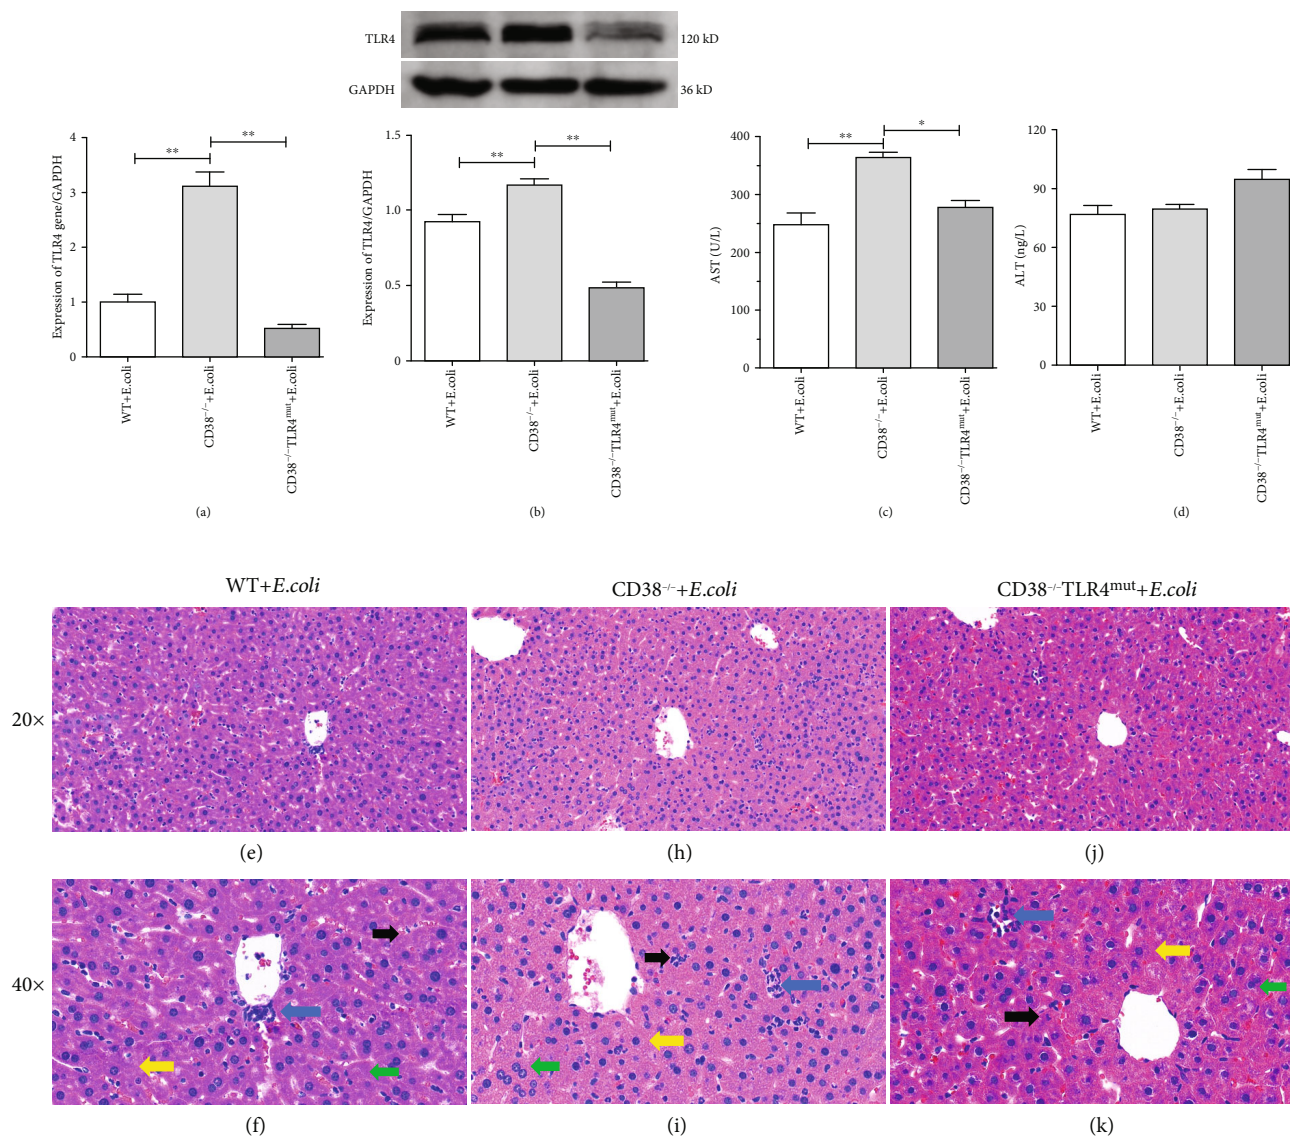 TLR4
120 kD
GAPDH
36 kD
Expression of TLR4 gene/GAPDH
4
3
2
1
0
**
**
WT+E.coli
CD38⁻/⁻+E.coli
CD38⁻/⁻TLR4ᵐᵘᵗ+E.coli
(a)
Expression of TLR4/GAPDH
1.5
1.0
0.5
0
**
**
WT+E.coli
CD38⁻/⁻+E.coli
CD38⁻/⁻TLR4ᵐᵘᵗ+E.coli
(b)
AST (U/L)
400
350
300
250
200
350
100
50
0
**
*
WT+E.coli
CD38⁻/⁻+E.coli
CD38⁻/⁻TLR4ᵐᵘᵗ+E.coli
(c)
ALT (ng/L)
120
90
60
30
0
WT+E.coli
CD38⁻/⁻+E.coli
CD38⁻/⁻TLR4ᵐᵘᵗ+E.coli
(d)
WT+E.coli
CD38⁻/⁻+E.coli
CD38⁻/⁻TLR4ᵐᵘᵗ+E.coli
20×
(e)
(h)
(j)
40×
(f)
(i)
(k)